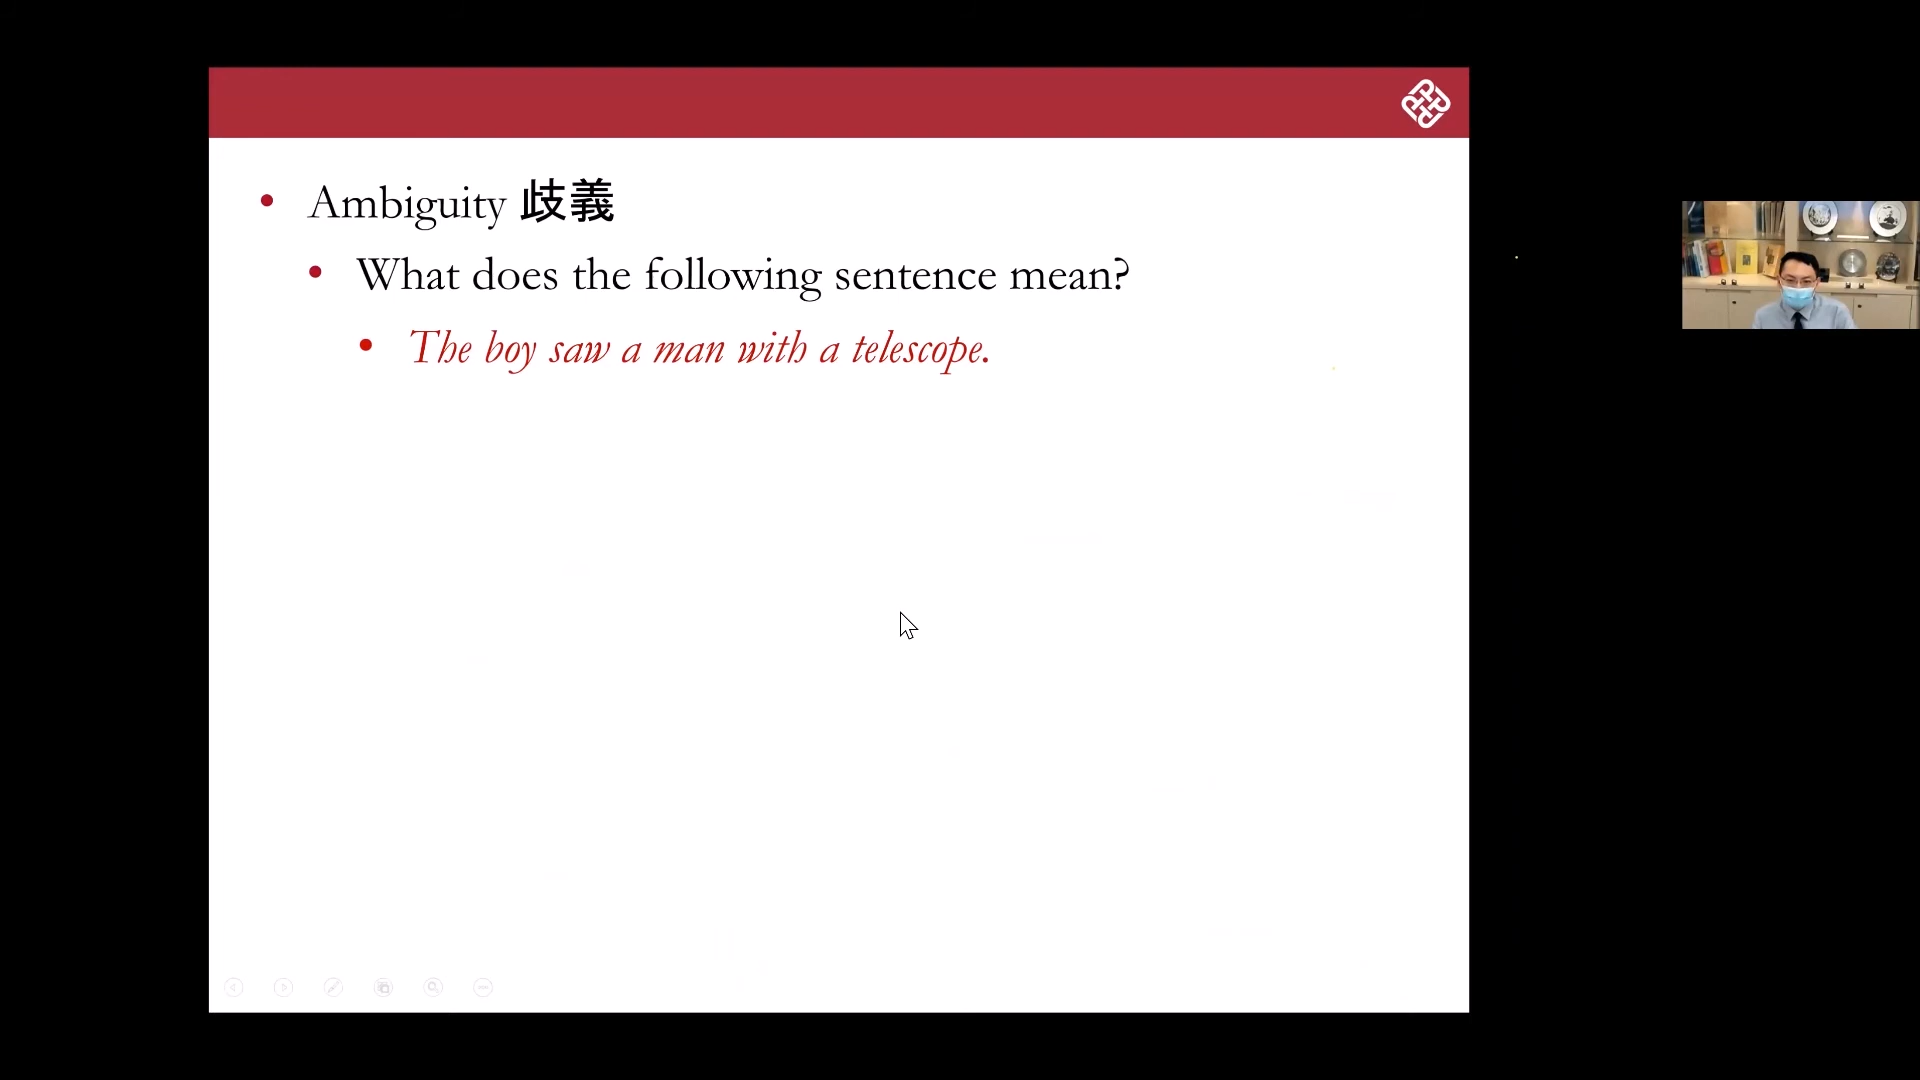 Ambiguity 歧義
What does the following sentence mean?
The boy saw a man with a telescope.